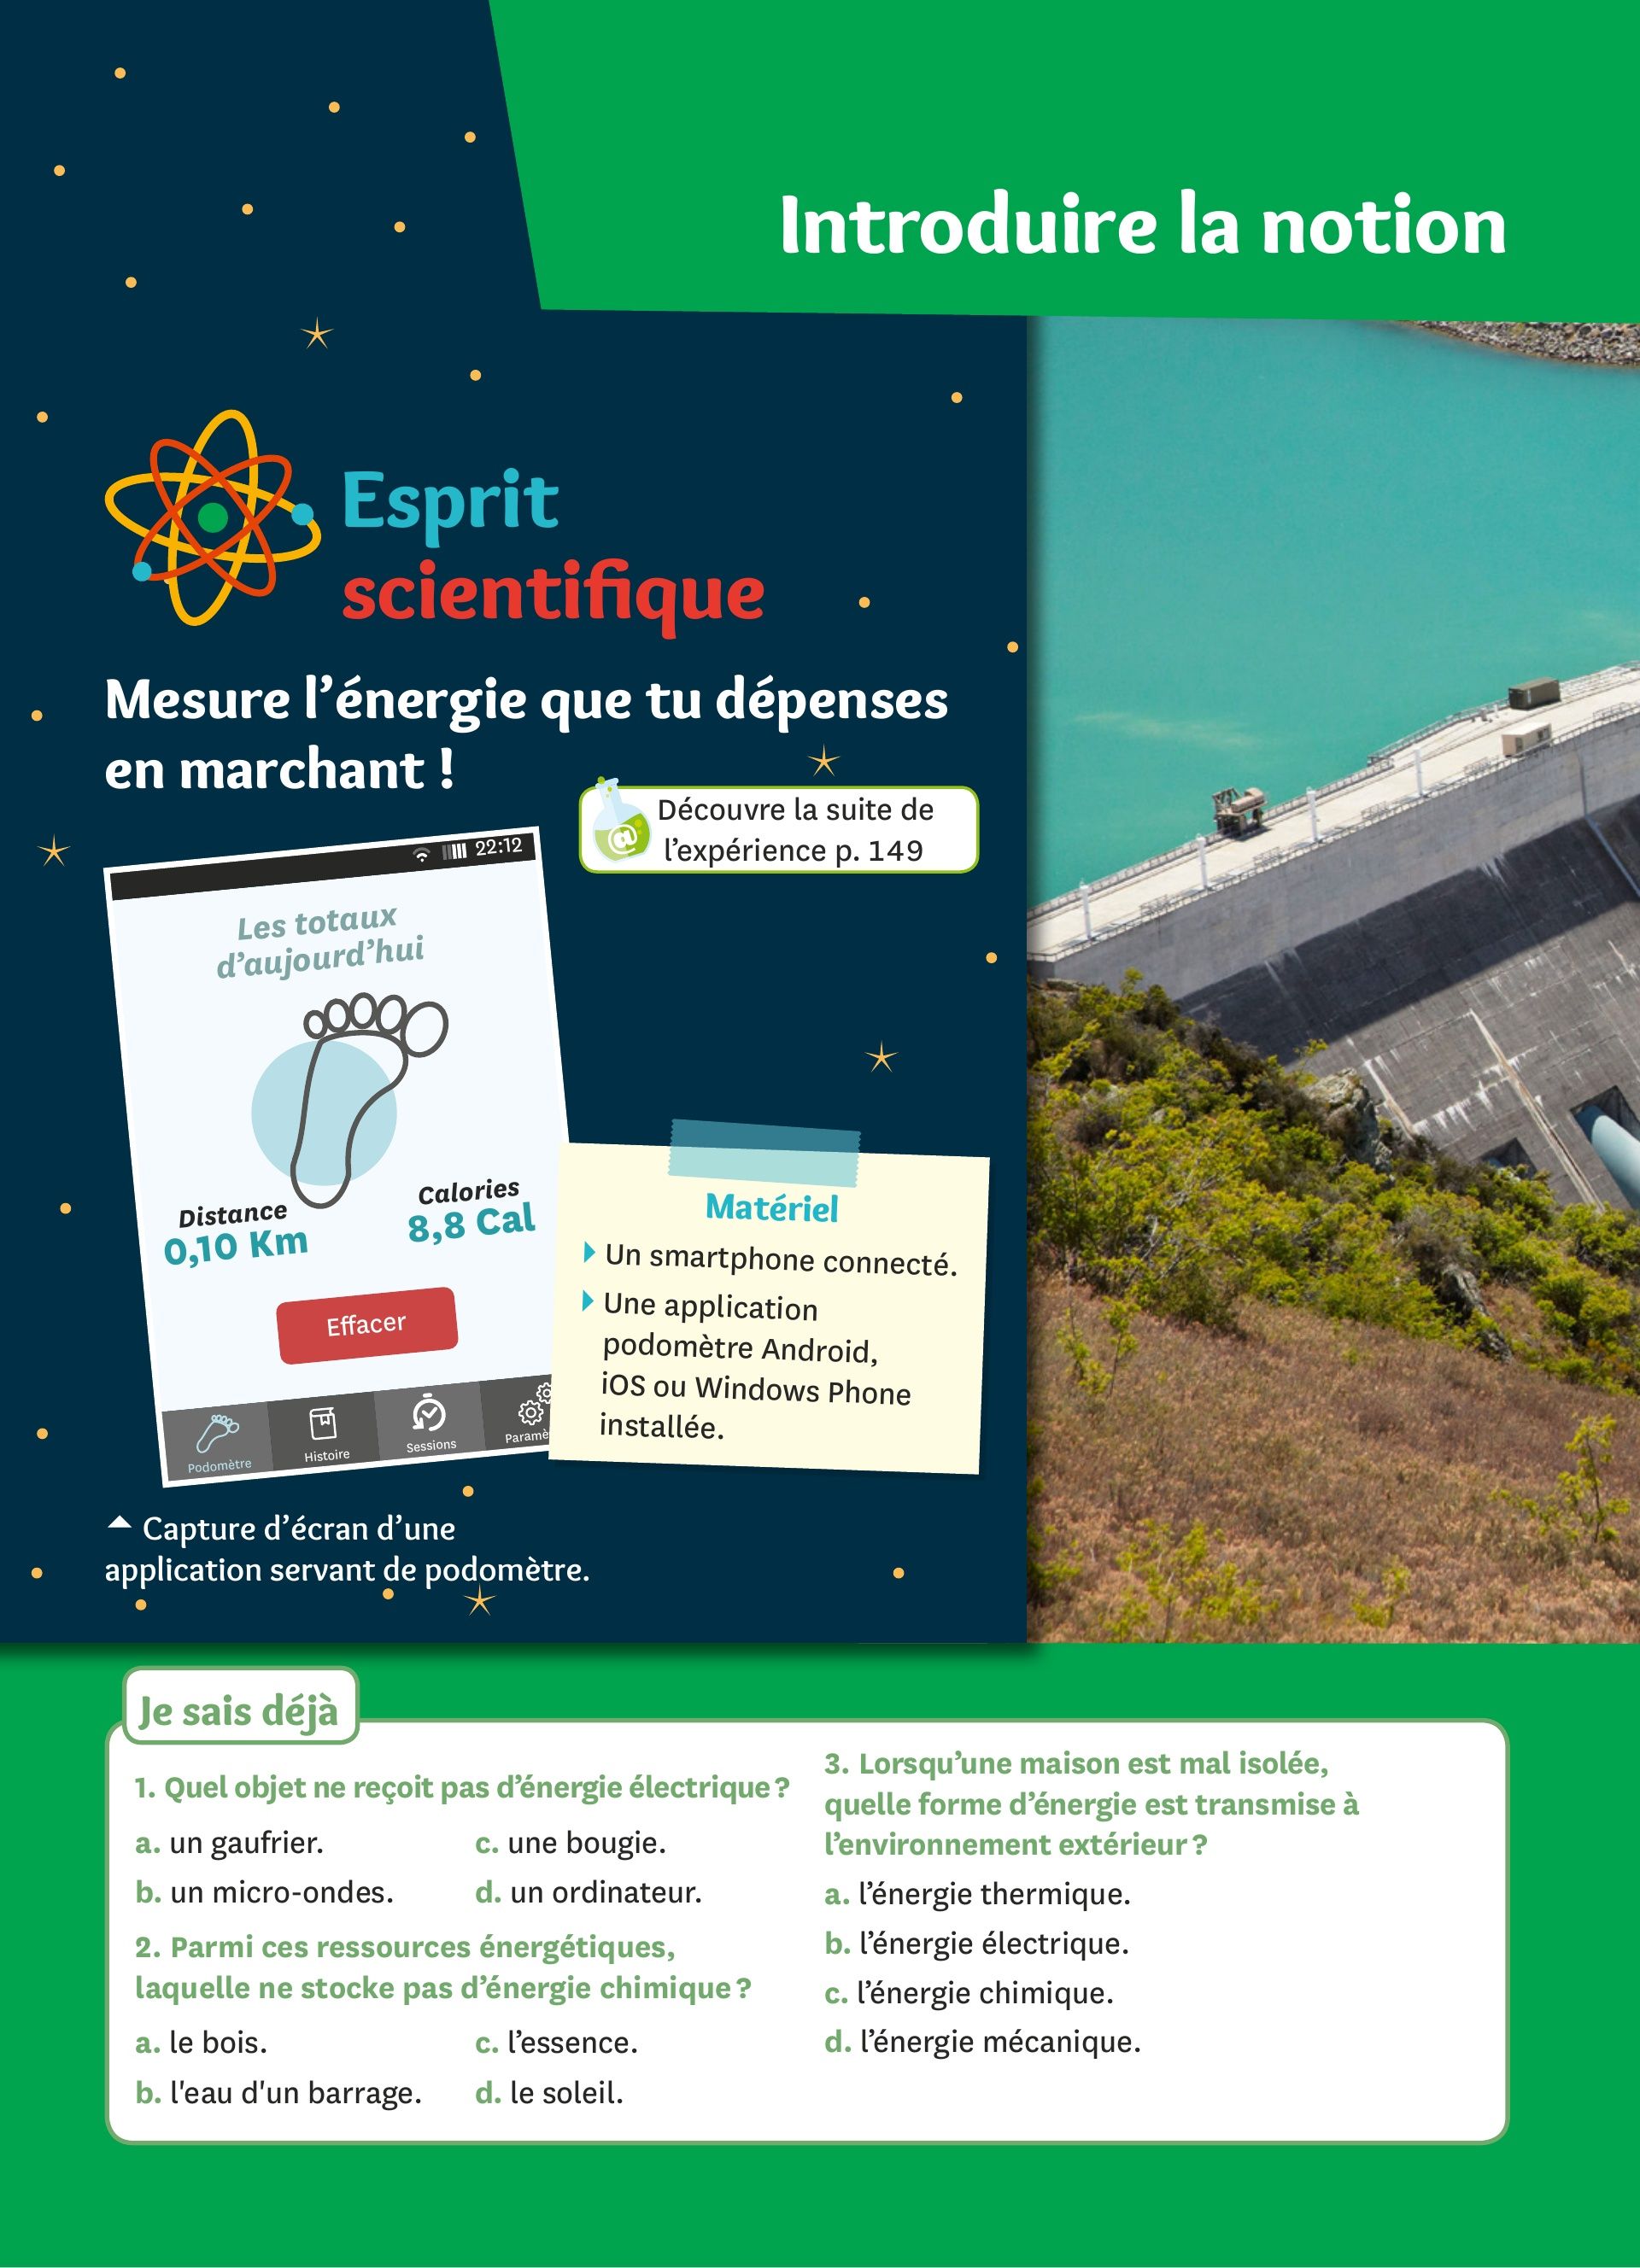 Introduire la notion
Esprit
scientifique
Mesure l'énergie que tu dépenses
en marchant !
Découvre la suite de
l'expérience p. 149
22:12
Les totaux
d'aujourd'hui
Distance
0,10 Km
Calories
8,8 Cal
Effacer
Podomètre
Histoire
Sessions
Paramè
Matériel
Un smartphone connecté.
Une application
podomètre Android,
iOS ou Windows Phone
installée.
Capture d'écran d'une
application servant de podomètre.
Je sais déjà
1. Quel objet ne reçoit pas d'énergie électrique ?
a. un gaufrier.
b. un micro-ondes.
c. une bougie.
d. un ordinateur.
2. Parmi ces ressources énergétiques,
laquelle ne stocke pas d'énergie chimique ?
a. le bois.
b. l'eau d'un barrage.
c. l'essence.
d. le soleil.
3. Lorsqu'une maison est mal isolée,
quelle forme d'énergie est transmise à
l'environnement extérieur ?
a. l'énergie thermique.
b. l'énergie électrique.
c. l'énergie chimique.
d. l'énergie mécanique.